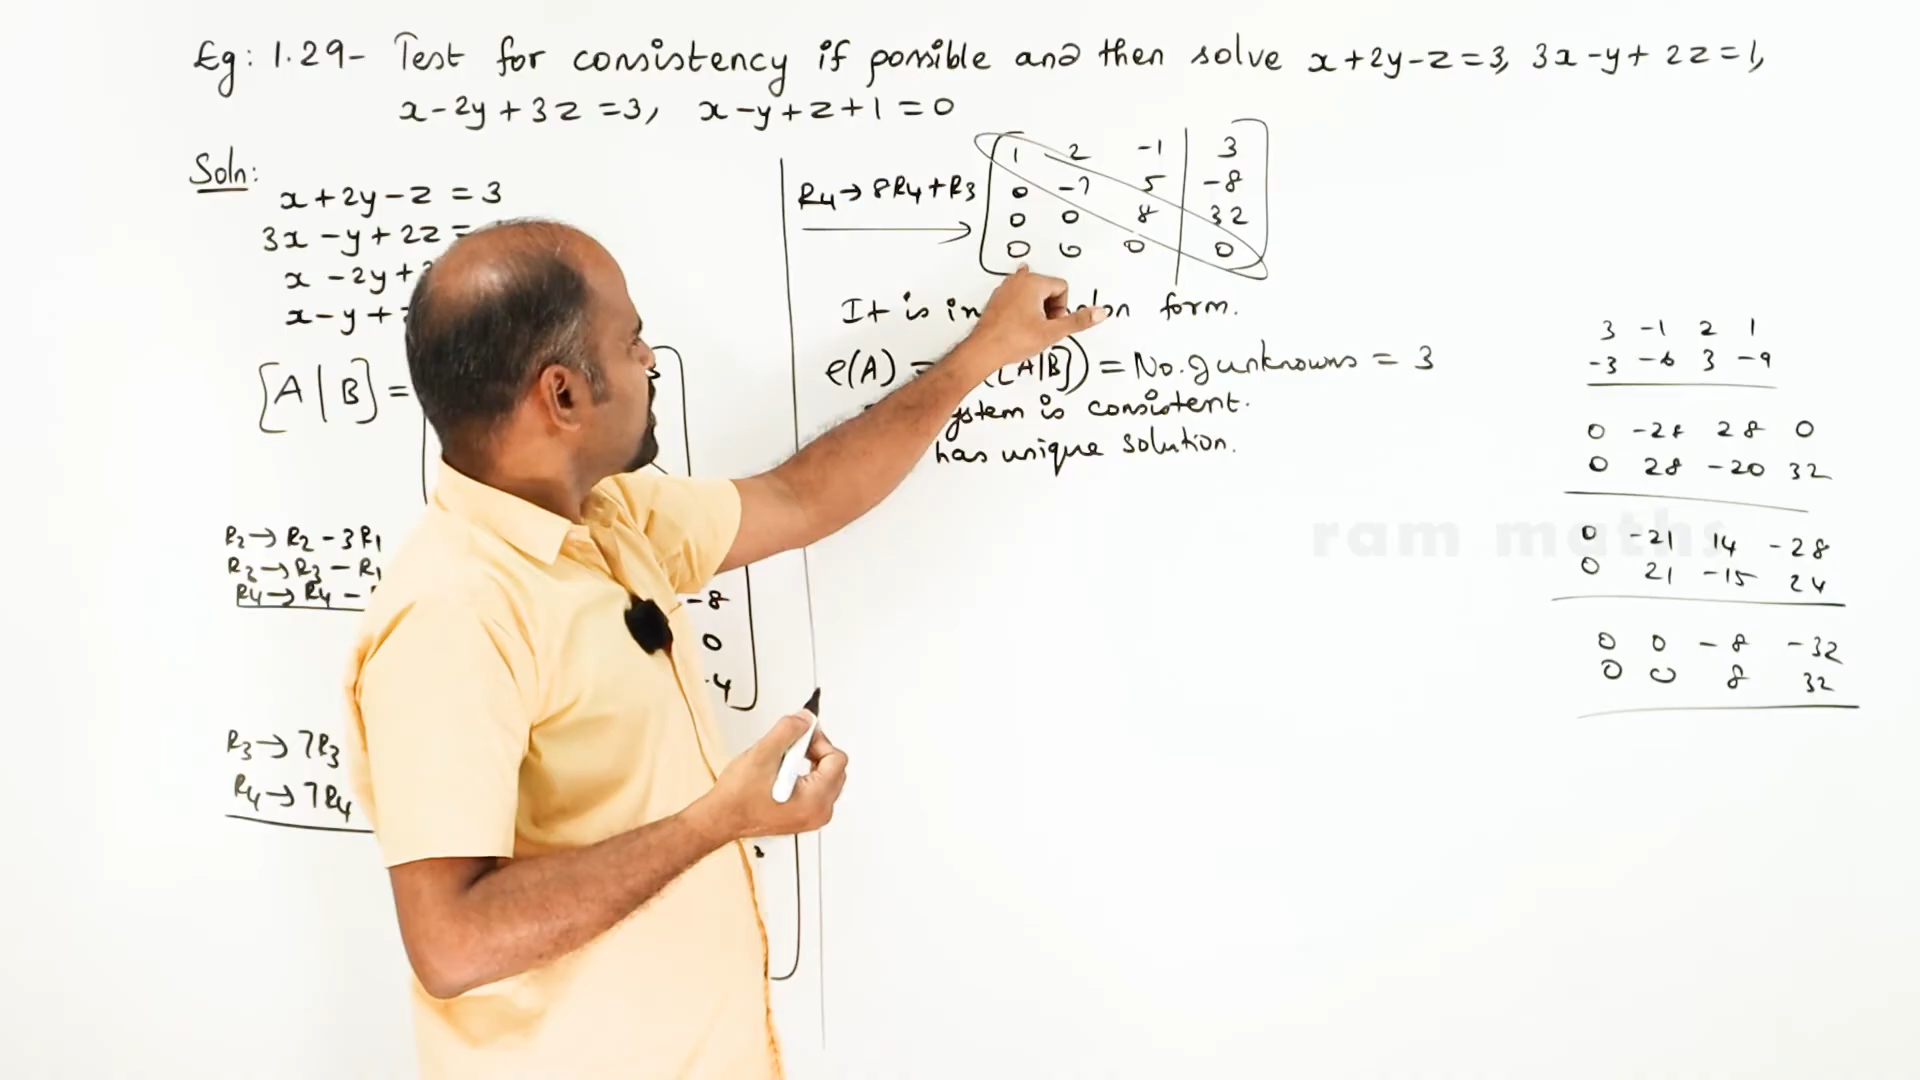 Eg: 1.29- Test for consistency if possible and then solve x+2y-z=3, 3x-y+2z=1,
x-2y+3z=3, x-y+z+1=0
Soln:
x+2y-z=3
3x-y+2z=
x-2y+
x-y+
[A|B]=
R2→R2-3R1
R3→R3-R1
R4→R4-
-8
0
-4
R3→7R3
R4→7R4
R4→8R4+R3
1 2 -1 3
0 -7 5 -8
0 0 8 32
0 0 0 0
It is in form.
ρ(A) = ([A|B]) = No. of unknowns = 3
ystem is consistent.
has unique solution.
3 -1 2 1
-3 -6 3 -9
0 -28 28 0
0 28 -20 32
0 -21 14 -28
0 21 -15 24
0 0 -8 -32
0 0 8 32
ram maths